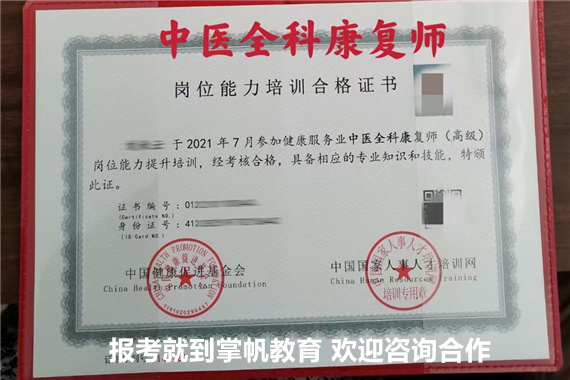 中医全科康复师
岗位能力培训合格证书
于2021年7月参加健康服务业中医全科康复师（高级）
岗位能力提升培训，经考核合格，具备相应的专业知识和技能，特颁
此证。
证书编号：01
(Certificate NO.)
身份证号：412
(ID Card NO.)
中国健康促进基金会
China Health Promotion Foundation
中国国家人事人才培训网
China Human Resources Training
培训专用章
报考就到掌帆教育 欢迎咨询合作